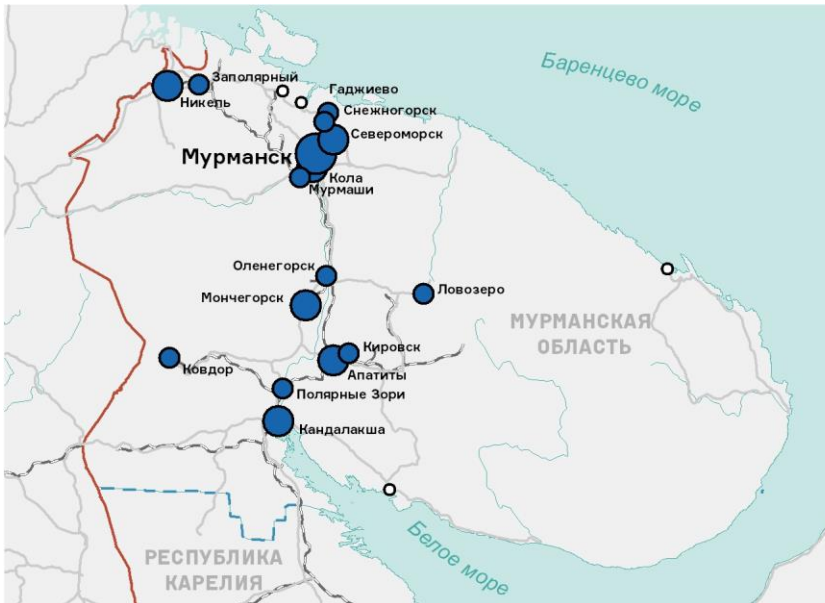 Баренцево море
Заполярный
Никель
Гаджиево
Снежногорск
Североморск
Мурманск
Кола
Мурмаши
Оленегорск
Мончегорск
Ловозеро
МУРМАНСКАЯ
ОБЛАСТЬ
Кировск
Апатиты
Ковдор
Полярные Зори
Кандалакша
Белое море
РЕСПУБЛИКА
КАРЕЛИЯ